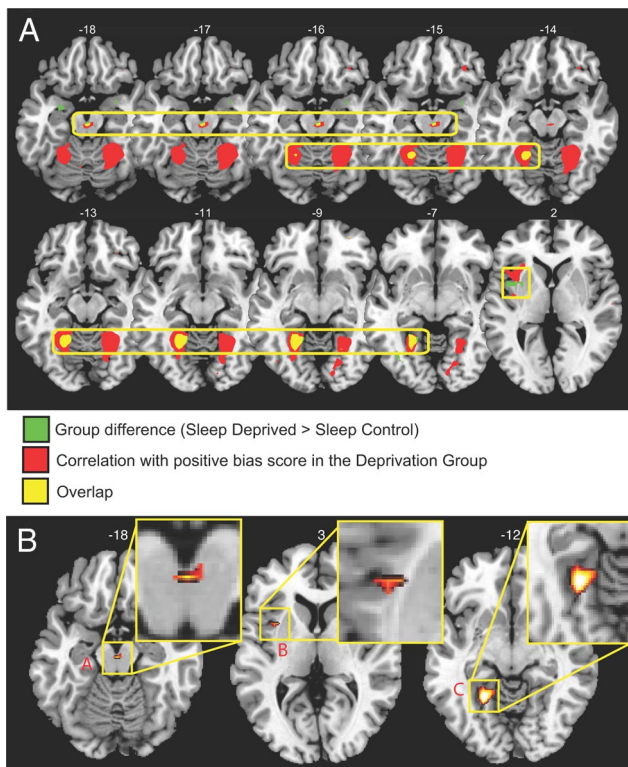 A
-18 -17 -16 -15 -14
-13 -11 -9 -7 2
Group difference (Sleep Deprived > Sleep Control)
Correlation with positive bias score in the Deprivation Group
Overlap
B
-18 3 -12
A
B
C